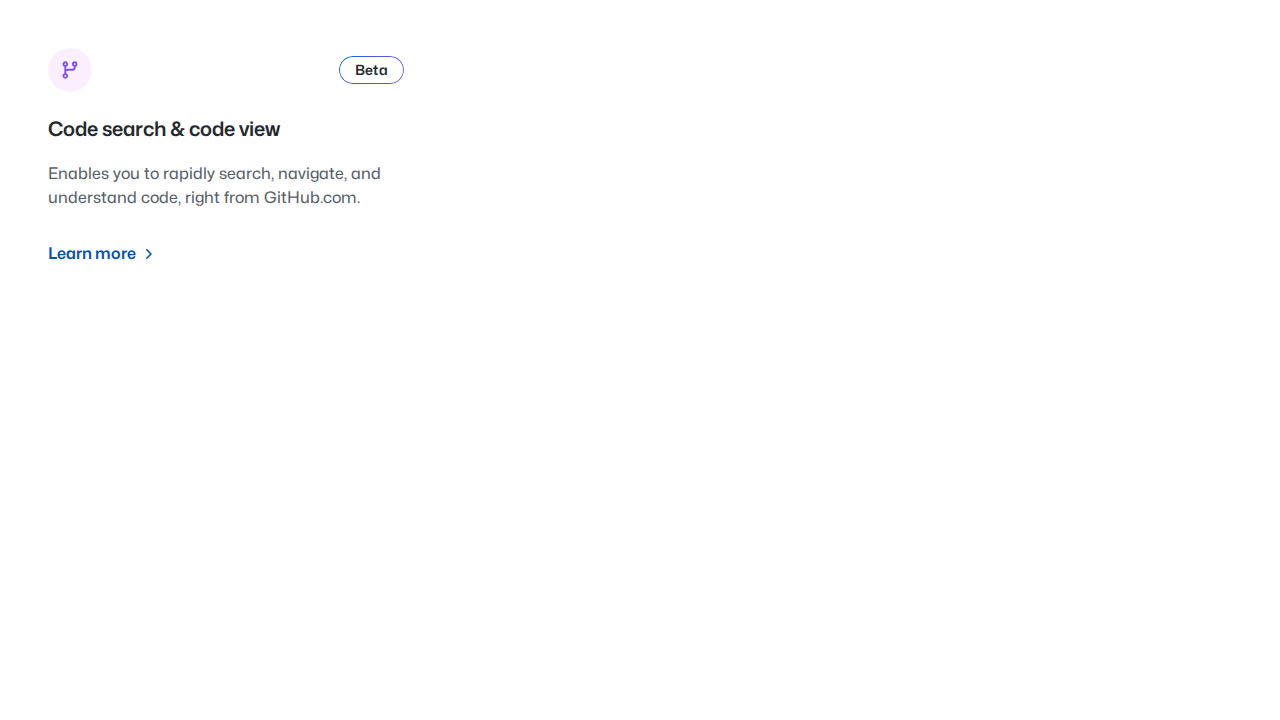 Beta
Code search & code view
Enables you to rapidly search, navigate, and
understand code, right from GitHub.com.
Learn more